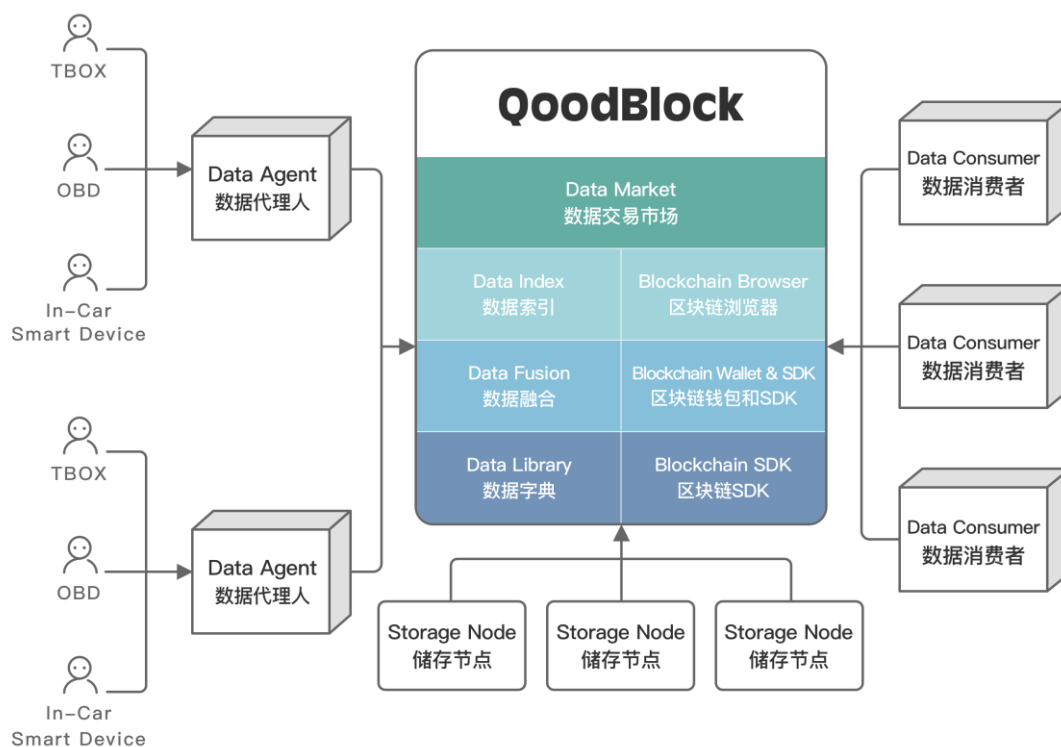 TBOX
OBD
In-Car
Smart Device
Data Agent
数据代理人
TBOX
OBD
In-Car
Smart Device
Data Agent
数据代理人
QoodBlock
Data Market
数据交易市场
Data Index
数据索引
Blockchain Browser
区块链浏览器
Data Fusion
数据融合
Blockchain Wallet & SDK
区块链钱包和SDK
Data Library
数据字典
Blockchain SDK
区块链SDK
Storage Node
储存节点
Storage Node
储存节点
Storage Node
储存节点
Data Consumer
数据消费者
Data Consumer
数据消费者
Data Consumer
数据消费者